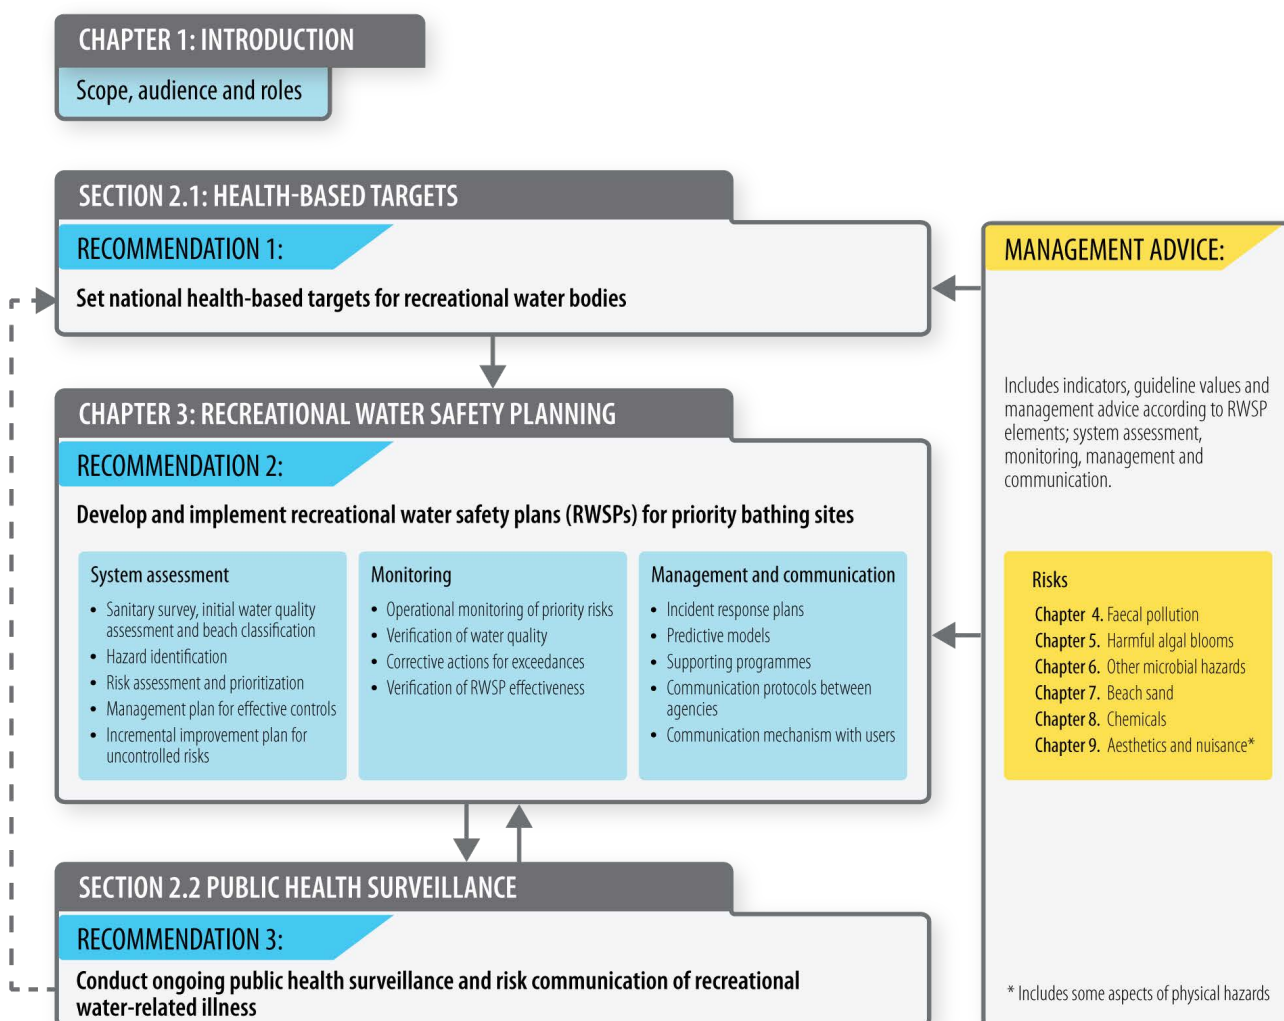 CHAPTER 1: INTRODUCTION
Scope, audience and roles
SECTION 2.1: HEALTH-BASED TARGETS
RECOMMENDATION 1:
Set national health-based targets for recreational water bodies
CHAPTER 3: RECREATIONAL WATER SAFETY PLANNING
RECOMMENDATION 2:
Develop and implement recreational water safety plans (RWSPs) for priority bathing sites
System assessment
• Sanitary survey, initial water quality
assessment and beach classification
• Hazard identification
• Risk assessment and prioritization
• Management plan for effective controls
• Incremental improvement plan for
uncontrolled risks
Monitoring
• Operational monitoring of priority risks
• Verification of water quality
• Corrective actions for exceedances
• Verification of RWSP effectiveness
Management and communication
• Incident response plans
• Predictive models
• Supporting programmes
• Communication protocols between
agencies
• Communication mechanism with users
SECTION 2.2 PUBLIC HEALTH SURVEILLANCE
RECOMMENDATION 3:
Conduct ongoing public health surveillance and risk communication of recreational
water-related illness
MANAGEMENT ADVICE:
Includes indicators, guideline values and
management advice according to RWSP
elements; system assessment,
monitoring, management and
communication.
Risks
Chapter 4. Faecal pollution
Chapter 5. Harmful algal blooms
Chapter 6. Other microbial hazards
Chapter 7. Beach sand
Chapter 8. Chemicals
Chapter 9. Aesthetics and nuisance*
* Includes some aspects of physical hazards